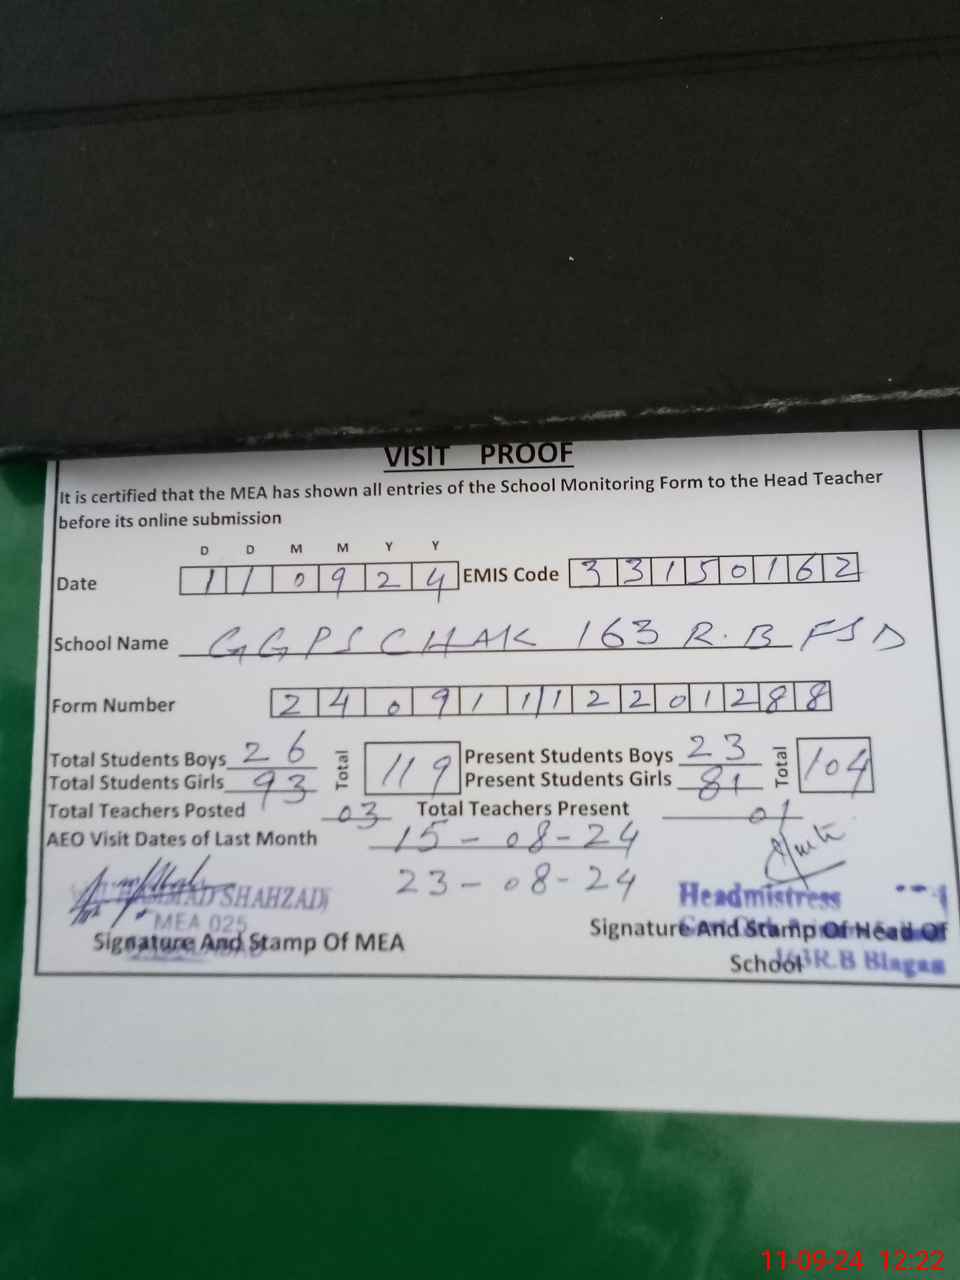 VISIT PROOF
It is certified that the MEA has shown all entries of the School Monitoring Form to the Head Teacher
before its online submission
D D M M Y Y
Date 1 1 0 9 2 4 EMIS Code 3 3 1 5 0 1 6 2
School Name GGPS CHAK 163 R.B FSD
Form Number 2 4 0 9 1 1 1 2 2 0 1 2 8 8
Total Students Boys 26 Total 119 Present Students Boys 23 Total 104
Total Students Girls 93 Present Students Girls 81
Total Teachers Posted 03 Total Teachers Present 01
AEO Visit Dates of Last Month 15-08-24
23-08-24
SHAHZAD Headmistress
MEA 025
Signature And Stamp Of MEA Signature And Stamp Of Head Of
School 163 R.B
11-09-24 12:22